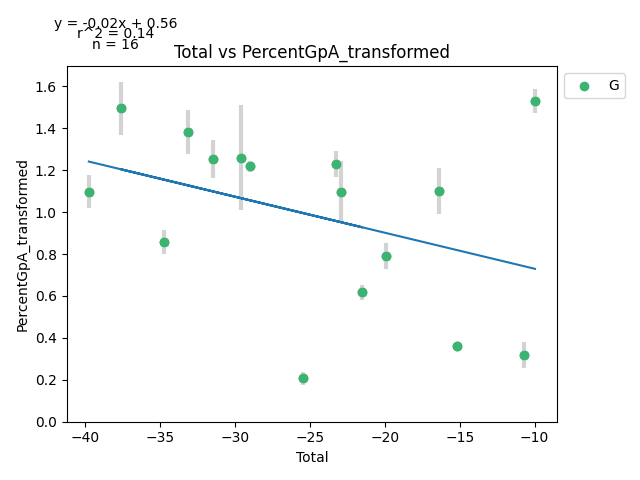 y = -0.02x + 0.56
r^2 = 0.14
n = 16
Total vs PercentGpA_transformed
G
PercentGpA_transformed
1.6
1.4
1.2
1.0
0.8
0.6
0.4
0.2
0.0
−40 −35 −30 −25 −20 −15 −10
Total